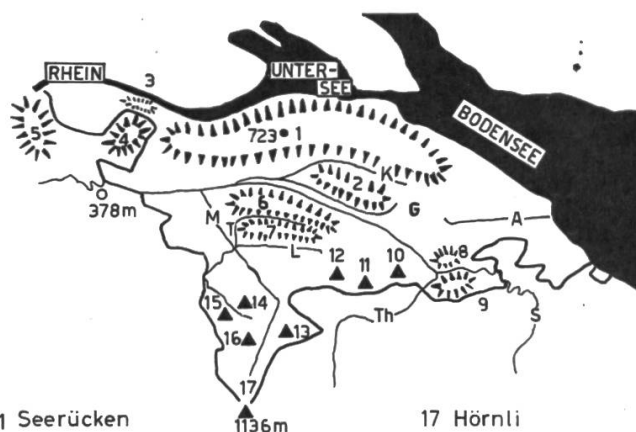 RHEIN
3
UNTER-
SEE
BODENSEE
5
4
723 1
K
2
378m
M
6
G
A
T
7
L
12
11
10
8
9
15
14
Th
S
16
13
17
1136m
1 Seerücken
17 Hörnli